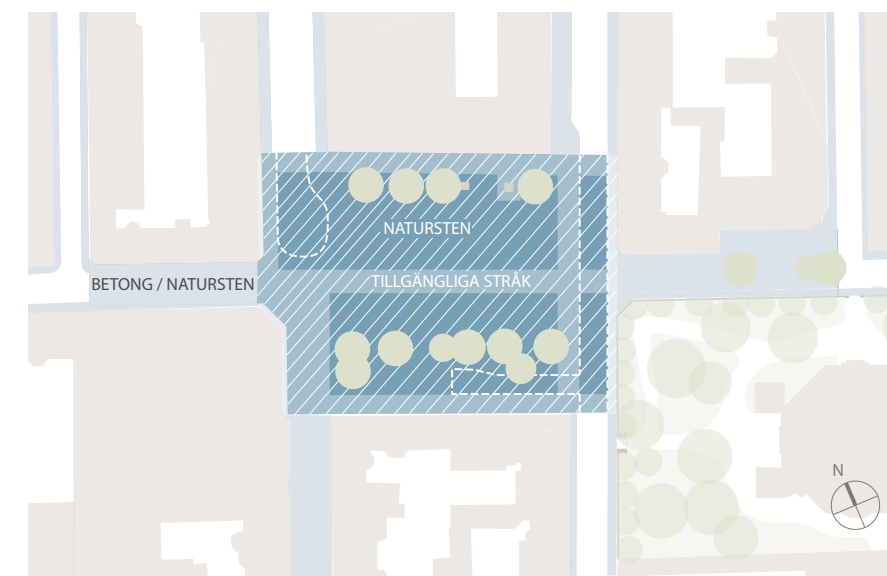 NATURSTEN
TILLGÄNGLIGA STRÅK
BETONG / NATURSTEN
N